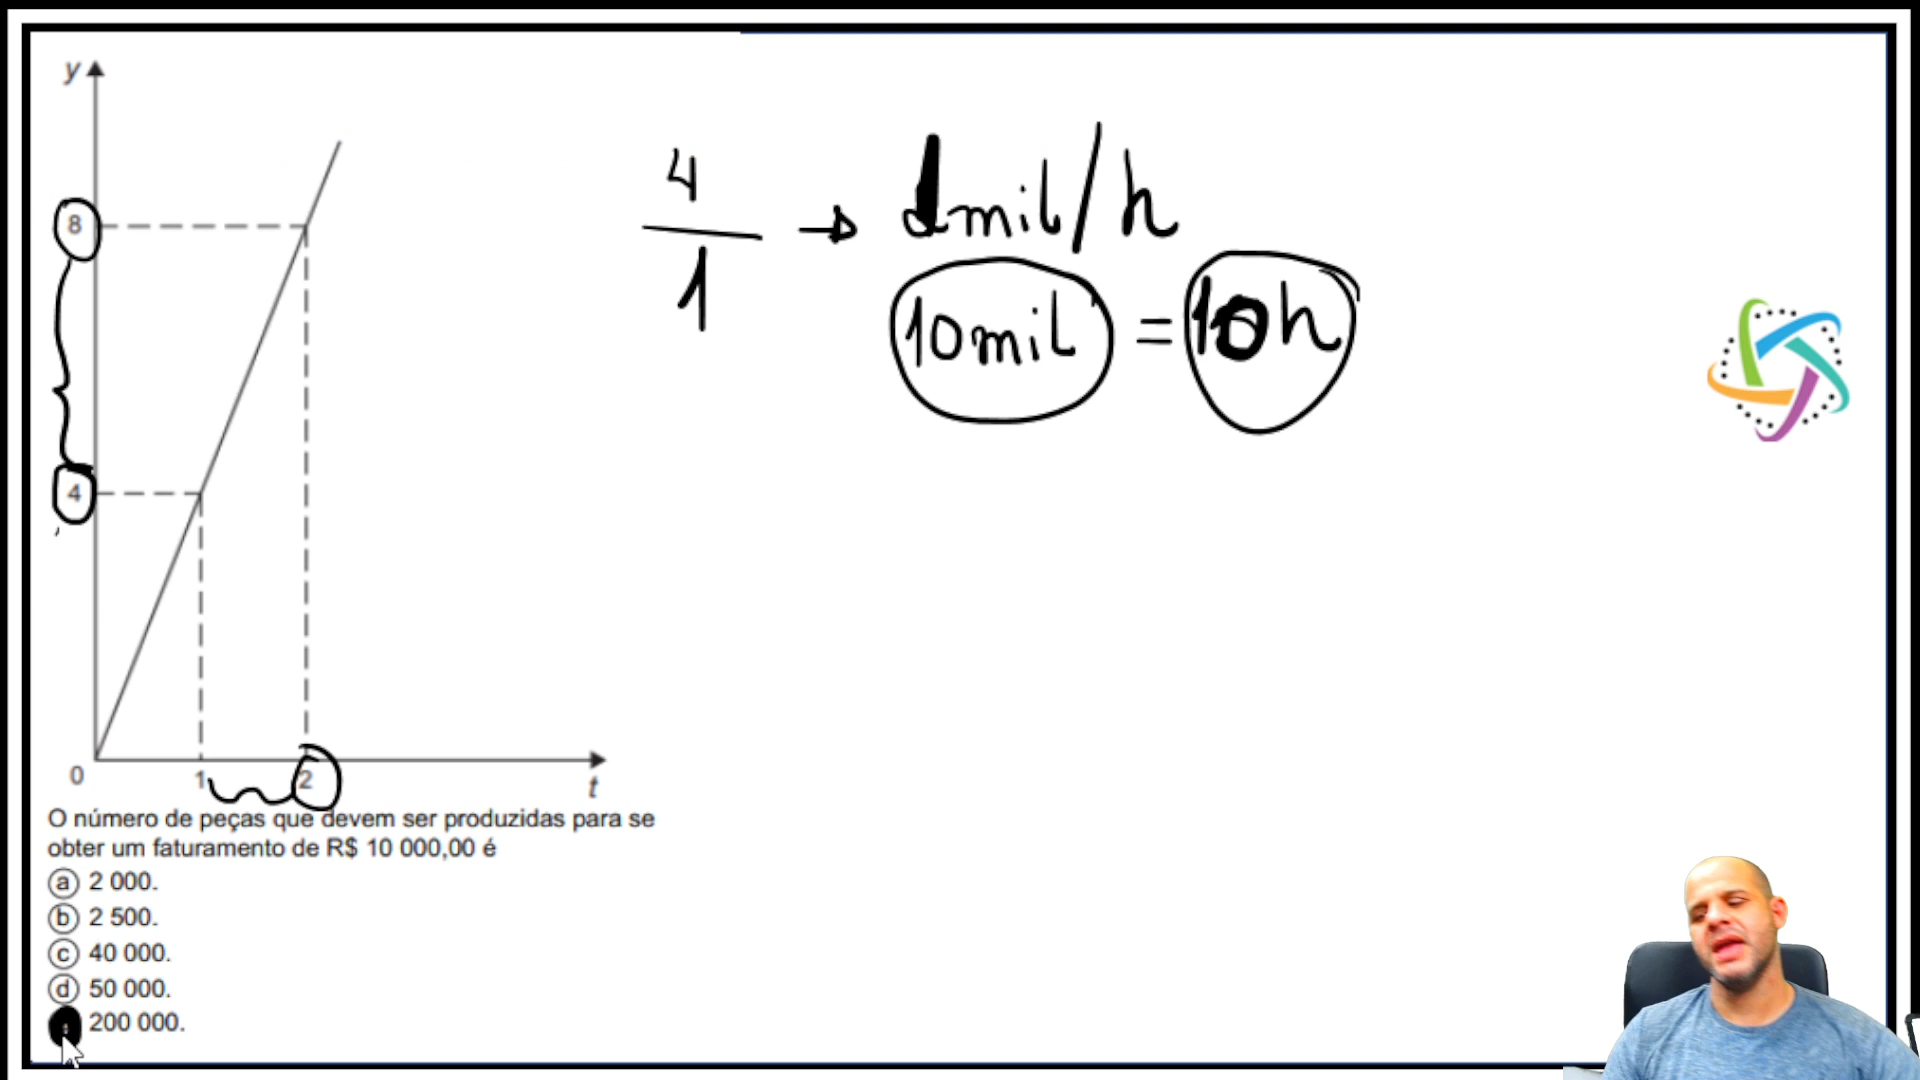 y
8
4
0
1
2
t
4
1
mil/h
10mil = 10h
O número de peças que devem ser produzidas para se
obter um faturamento de R$ 10 000,00 é
a 2 000.
b 2 500.
c 40 000.
d 50 000.
200 000.